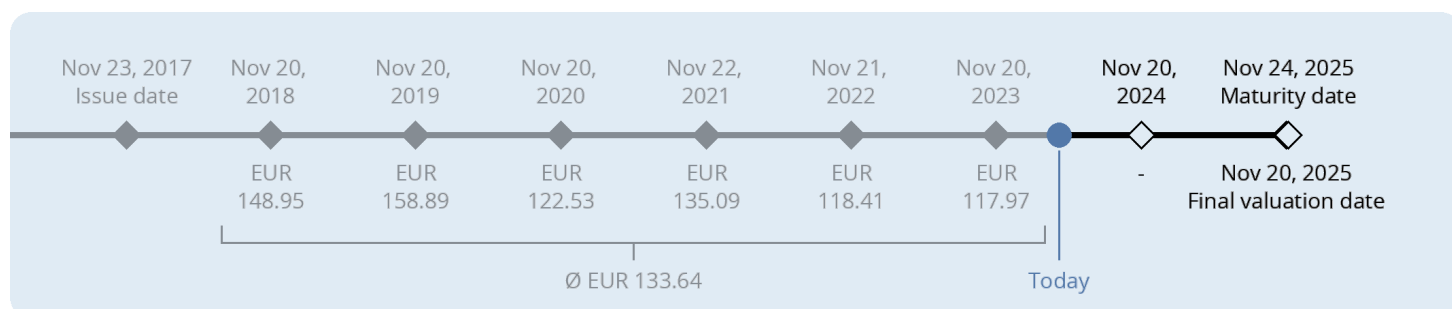 Nov 23, 2017
Issue date
Nov 20,
2018
Nov 20,
2019
Nov 20,
2020
Nov 22,
2021
Nov 21,
2022
Nov 20,
2023
Nov 20,
2024
Nov 24, 2025
Maturity date
EUR
148.95
EUR
158.89
EUR
122.53
EUR
135.09
EUR
118.41
EUR
117.97
-
Nov 20, 2025
Final valuation date
Ø EUR 133.64
Today